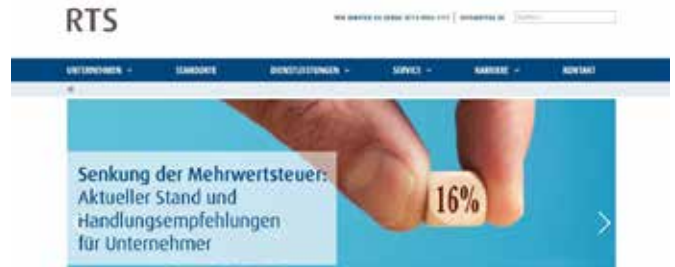 RTS
UNTERNEHMEN STANDORTE DIENSTLEISTUNGEN SERVICE KARRIERE KONTAKT
Senkung der Mehrwertsteuer:
Aktueller Stand und
Handlungsempfehlungen
für Unternehmer
16%